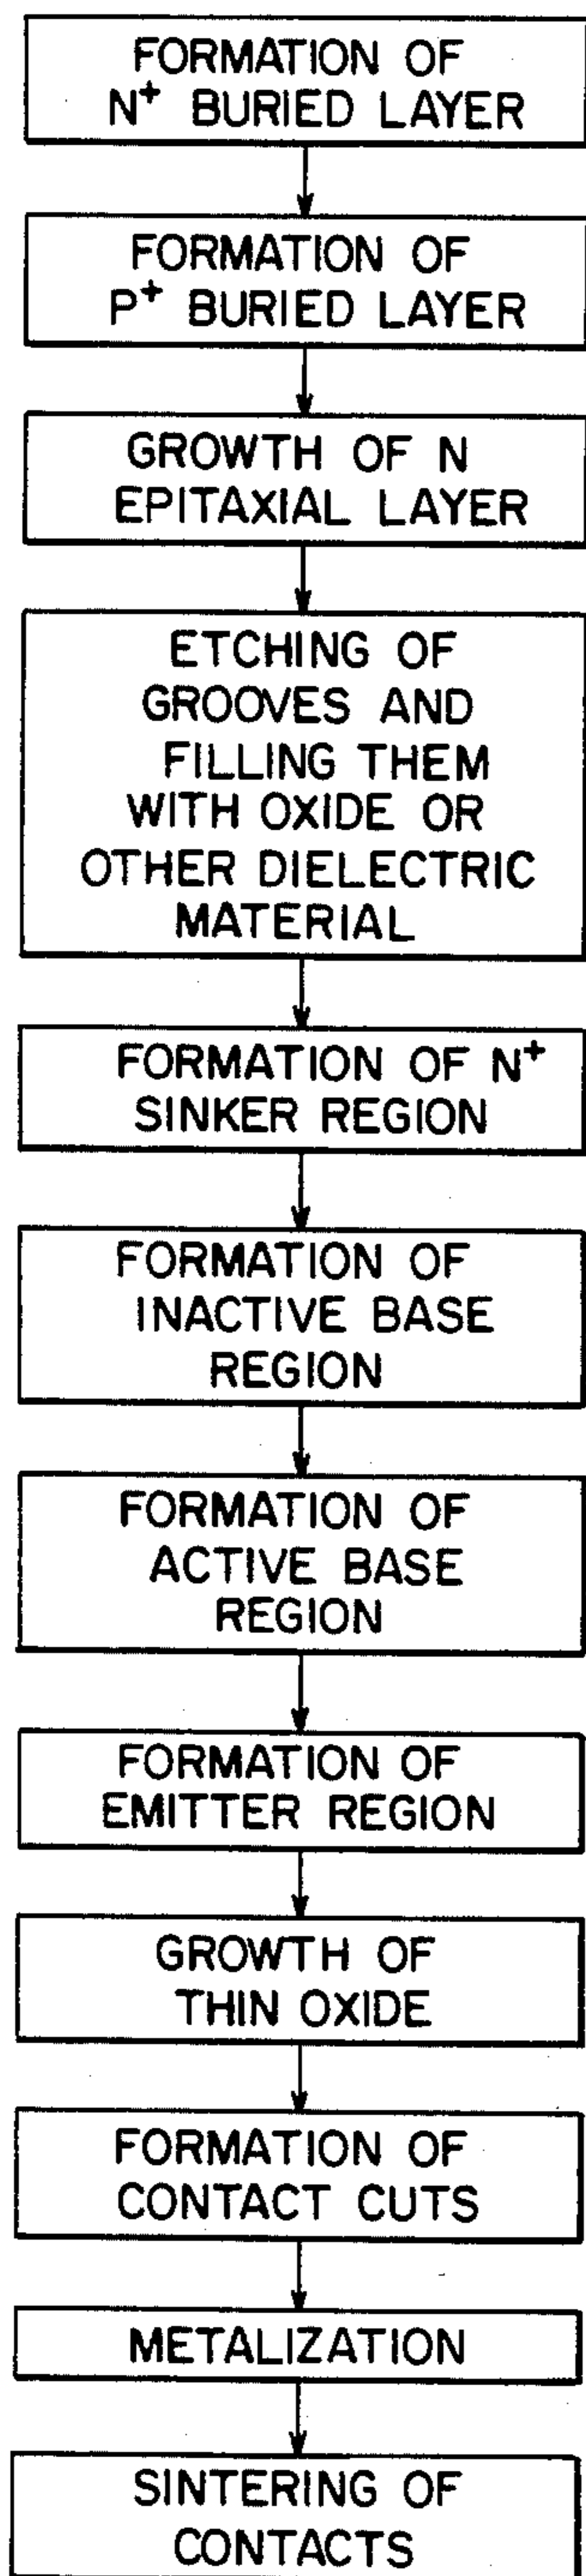 FORMATION OF
N+ BURIED LAYER
FORMATION OF
P+ BURIED LAYER
GROWTH OF N
EPITAXIAL LAYER
ETCHING OF
GROOVES AND
FILLING THEM
WITH OXIDE OR
OTHER DIELECTRIC
MATERIAL
FORMATION OF N+
SINKER REGION
FORMATION OF
INACTIVE BASE
REGION
FORMATION OF
ACTIVE BASE
REGION
FORMATION OF
EMITTER REGION
GROWTH OF
THIN OXIDE
FORMATION OF
CONTACT CUTS
METALIZATION
SINTERING OF
CONTACTS